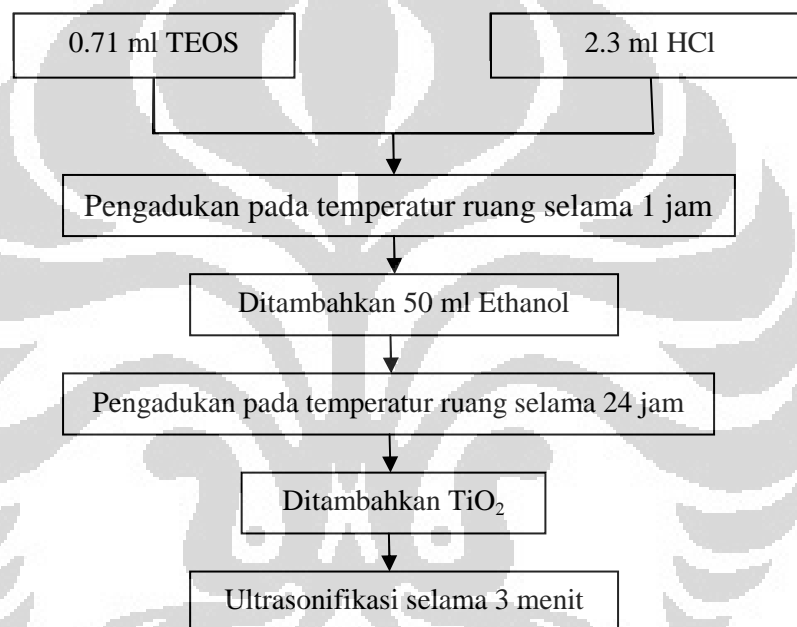 0.71 ml TEOS
2.3 ml HCl
Pengadukan pada temperatur ruang selama 1 jam
Ditambahkan 50 ml Ethanol
Pengadukan pada temperatur ruang selama 24 jam
Ditambahkan TiO₂
Ultrasonifikasi selama 3 menit